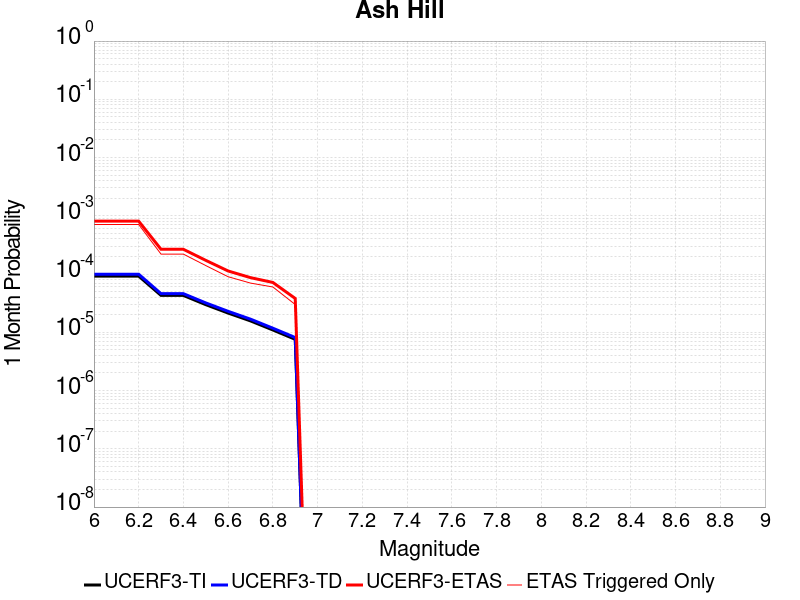 Ash Hill
10^0
10^-1
10^-2
10^-3
10^-4
10^-5
10^-6
10^-7
10^-8
1 Month Probability
6 6.2 6.4 6.6 6.8 7 7.2 7.4 7.6 7.8 8 8.2 8.4 8.6 8.8 9
Magnitude
UCERF3-TI UCERF3-TD UCERF3-ETAS ETAS Triggered Only